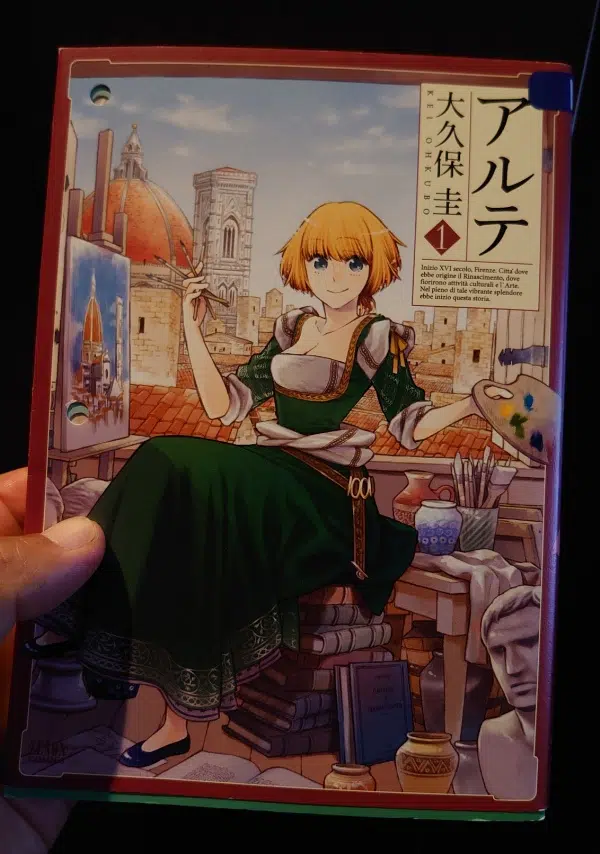 アルテ
大久保 圭
KEI OHKUBO
1
Inizio XVI secolo, Firenze. Citta' dove
ebbe origine il Rinascimento, dove
fiorirono attività culturali e l' Arte.
Nel pieno di tale vibrante splendore
ebbe inizio questa storia.